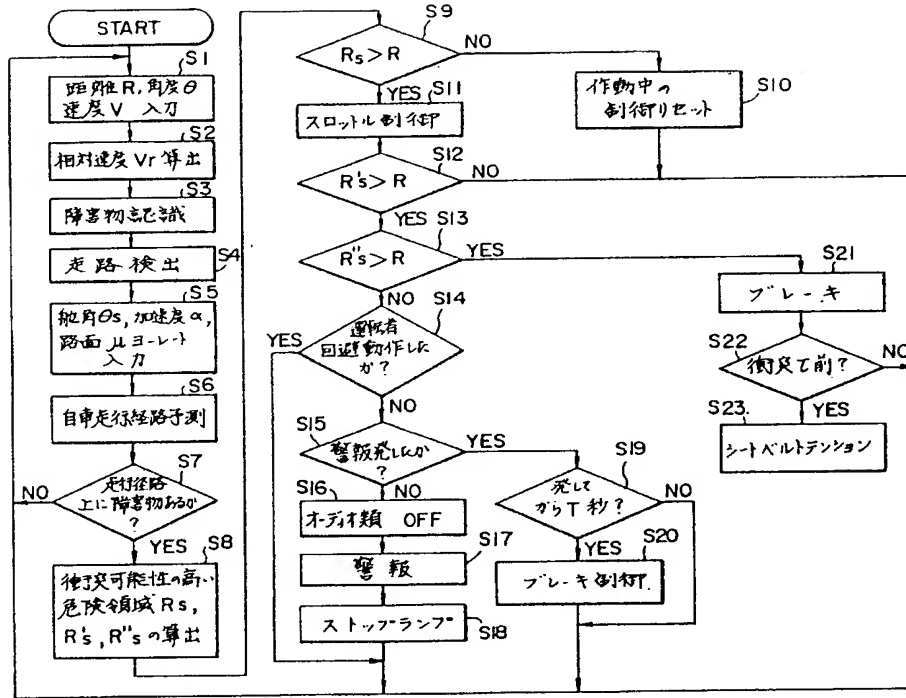 START
S1
距離R,角度θ
速度V 入力
S2
相対速度Vr算出
S3
障害物認識
S4
走路検出
S5
舵角θs,加速度α,
路面μヨーレート
入力
S6
自車走行経路予測
S7
走行経路
上に障害物あるか
?
NO
YES
S8
衝突可能性の高い
危険領域Rs,
R's,R''sの算出
S9
Rs>R
NO
YES
S10
作動中の
制御リセット
S11
スロットル制御
S12
R's>R
NO
YES
S13
R''s>R
YES
NO
S14
運転者
回避動作した
か?
YES
NO
S15
警報発したか
?
YES
NO
S16
オーディオ類 OFF
S17
警報
S18
ストップランプ
S19
発して
からT秒?
NO
YES
S20
ブレーキ制御
S21
ブレーキ
S22
衝突て前?
NO
YES
S23
シートベルトテンション